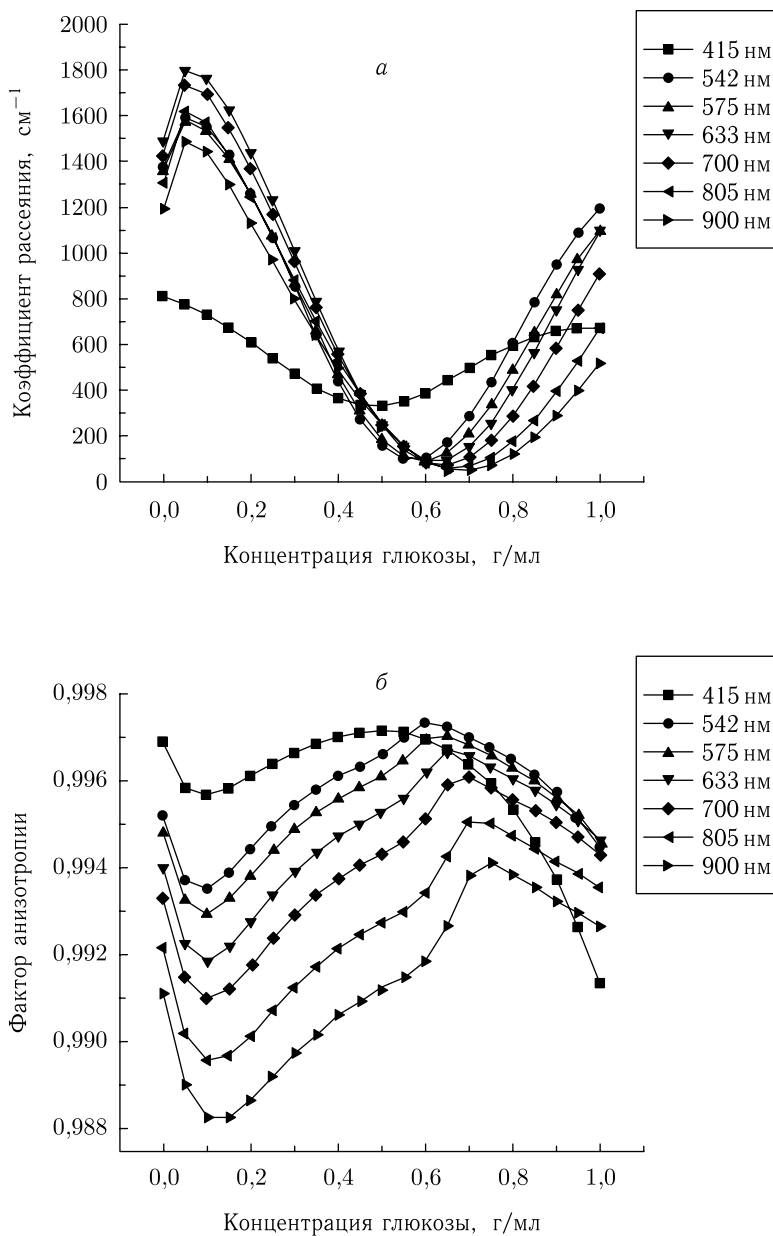 а
Коэффициент рассеяния, см⁻¹
2000
1800
1600
1400
1200
1000
800
600
400
200
0
0,0 0,2 0,4 0,6 0,8 1,0
Концентрация глюкозы, г/мл
415 нм
542 нм
575 нм
633 нм
700 нм
805 нм
900 нм
б
Фактор анизотропии
0,998
0,996
0,994
0,992
0,990
0,988
0,0 0,2 0,4 0,6 0,8 1,0
Концентрация глюкозы, г/мл
415 нм
542 нм
575 нм
633 нм
700 нм
805 нм
900 нм